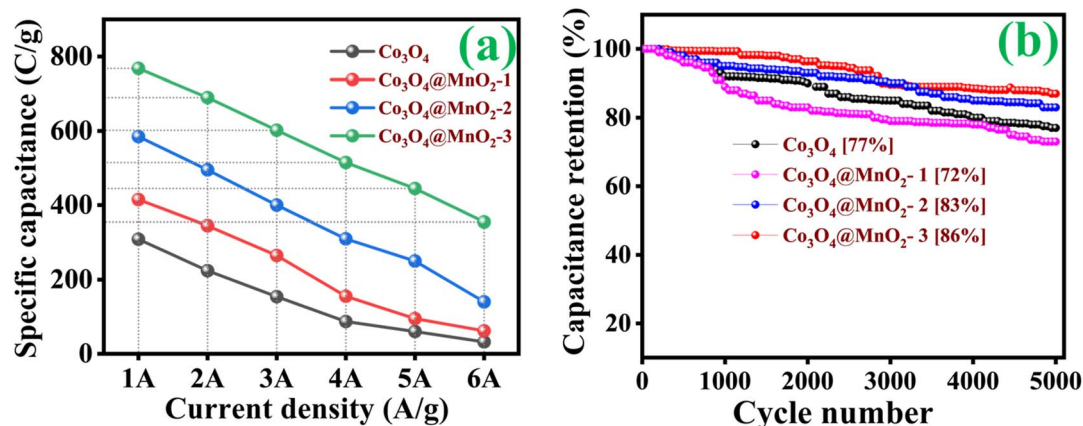 (a)
Specific capacitance (C/g)
800
600
400
200
0
Co₃O₄
Co₃O₄@MnO₂-1
Co₃O₄@MnO₂-2
Co₃O₄@MnO₂-3
1A 2A 3A 4A 5A 6A
Current density (A/g)
(b)
Capacitance retention (%)
100
80
60
40
20
Co₃O₄ [77%]
Co₃O₄@MnO₂- 1 [72%]
Co₃O₄@MnO₂- 2 [83%]
Co₃O₄@MnO₂- 3 [86%]
0 1000 2000 3000 4000 5000
Cycle number